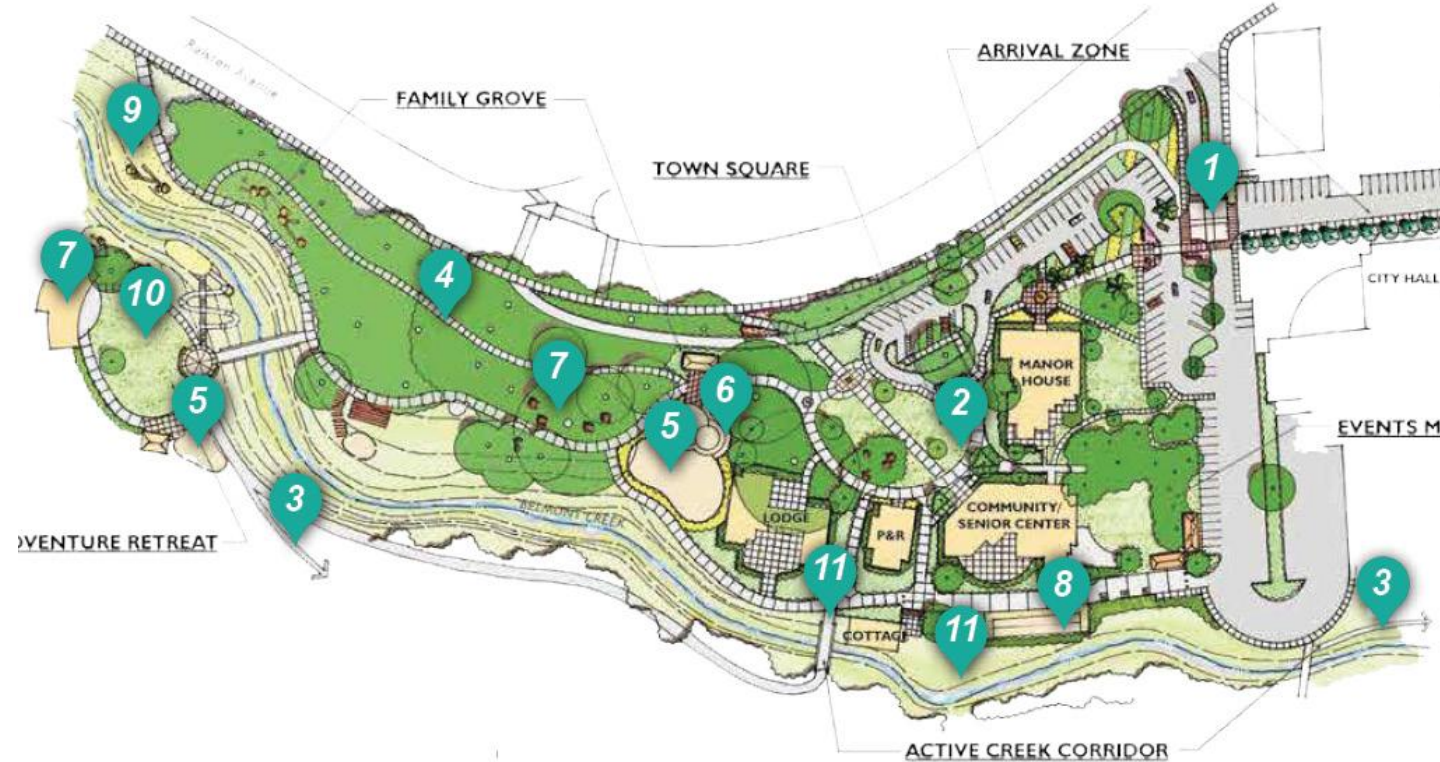 Ralston Avenue
ARRIVAL ZONE
FAMILY GROVE
TOWN SQUARE
9
1
7
10
4
CITY HALL
7
6
2
MANOR
HOUSE
5
5
EVENTS M
3
BELMONT CREEK
LODGE
COMMUNITY/
SENIOR CENTER
P&R
DVENTURE RETREAT
11
8
3
11
COTTAGE
ACTIVE CREEK CORRIDOR